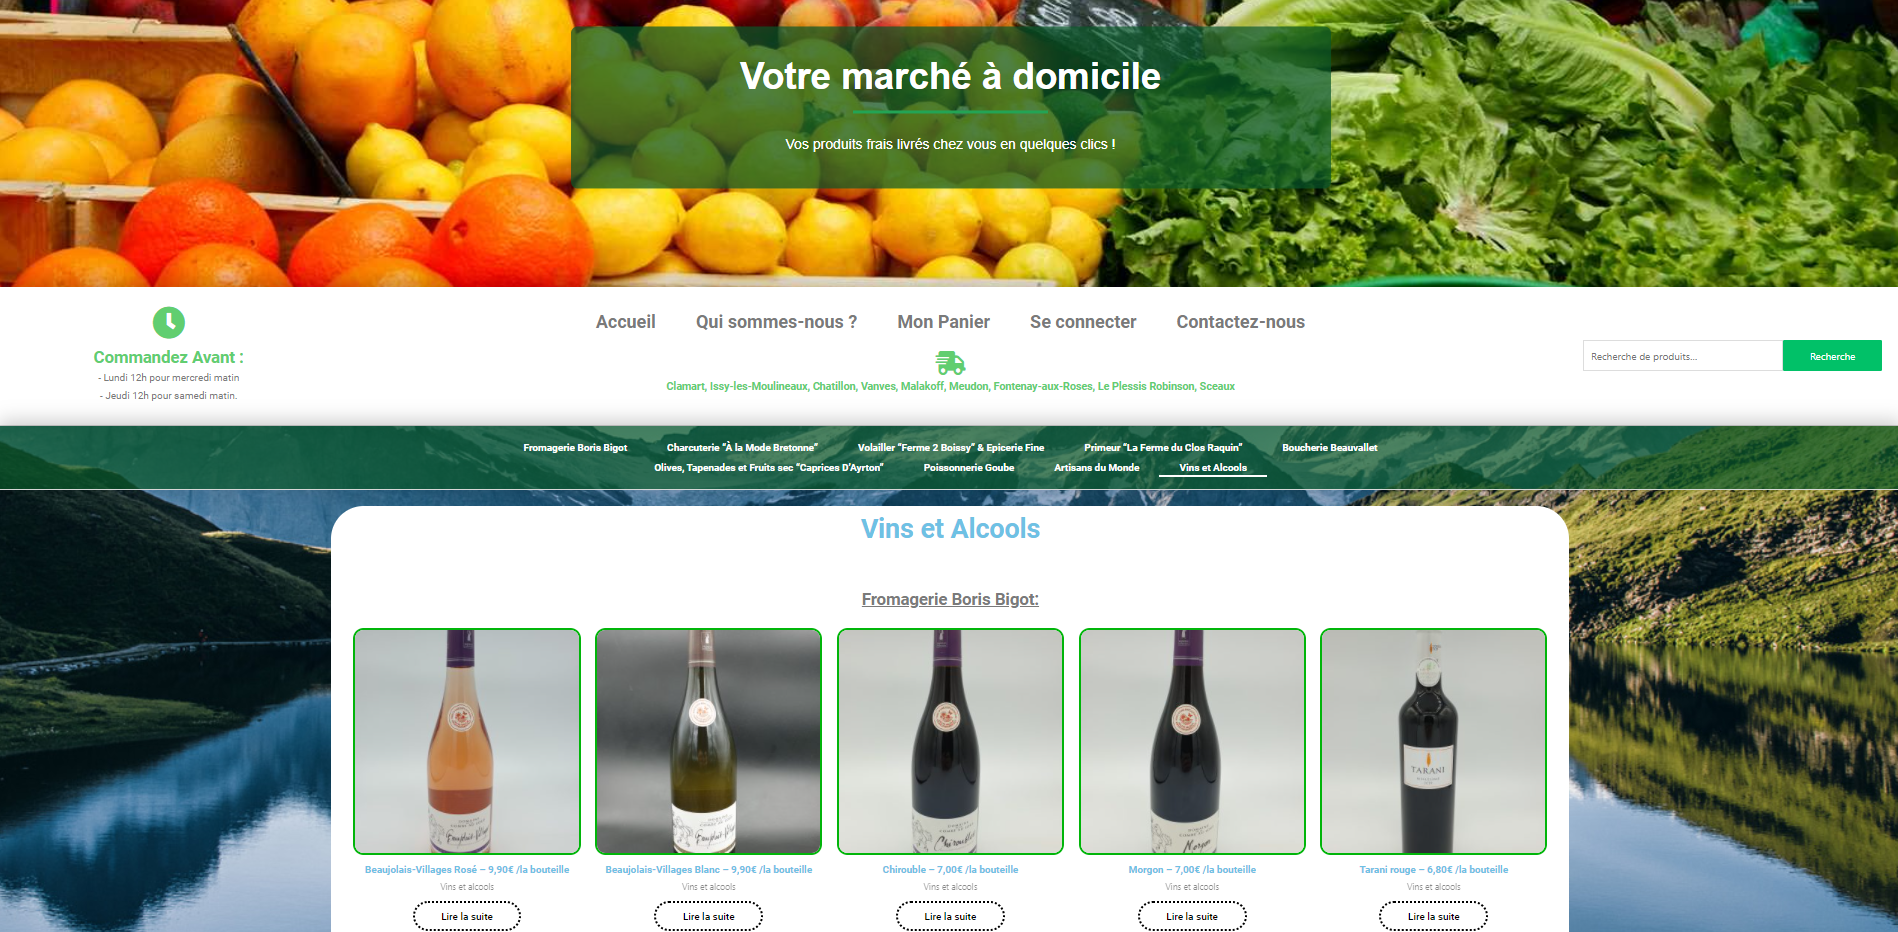 Votre marché à domicile
Vos produits frais livrés chez vous en quelques clics !
Commandez Avant :
- Lundi 12h pour mercredi matin
- Jeudi 12h pour samedi matin.
Accueil Qui sommes-nous ? Mon Panier Se connecter Contactez-nous
Clamart, Issy-les-Moulineaux, Chatillon, Vanves, Malakoff, Meudon, Fontenay-aux-Roses, Le Plessis Robinson, Sceaux
Recherche de produits... Recherche
Fromagerie Boris Bigot Charcuterie “À la Mode Bretonne” Volailler “Ferme 2 Boissy” & Epicerie Fine Primeur “La Ferme du Clos Raquin” Boucherie Beauvallet
Olives, Tapenades et Fruits sec “Caprices D’Ayrton” Poissonnerie Goube Artisans du Monde Vins et Alcools
Vins et Alcools
Fromagerie Boris Bigot:
TARANI
Chirouble
Morgon
Beaujolais-Villages Rosé – 9,90€ /la bouteille Beaujolais-Villages Blanc – 9,90€ /la bouteille Chirouble – 7,00€ /la bouteille Morgon – 7,00€ /la bouteille Tarani rouge – 6,80€ /la bouteille
Vins et alcools Vins et alcools Vins et alcools Vins et alcools Vins et alcools
Lire la suite Lire la suite Lire la suite Lire la suite Lire la suite